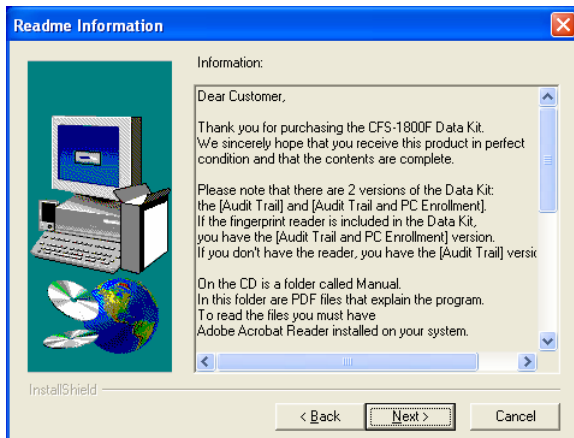 Readme Information
Information:
Dear Customer,
Thank you for purchasing the CFS-1800F Data Kit.
We sincerely hope that you receive this product in perfect
condition and that the contents are complete.
Please note that there are 2 versions of the Data Kit:
the [Audit Trail] and [Audit Trail and PC Enrollment].
If the fingerprint reader is included in the Data Kit,
you have the [Audit Trail and PC Enrollment] version.
If you don't have the reader, you have the [Audit Trail] versic
On the CD is a folder called Manual.
In this folder are PDF files that explain the program.
To read the files you must have
Adobe Acrobat Reader installed on your system.
InstallShield
< Back Next > Cancel